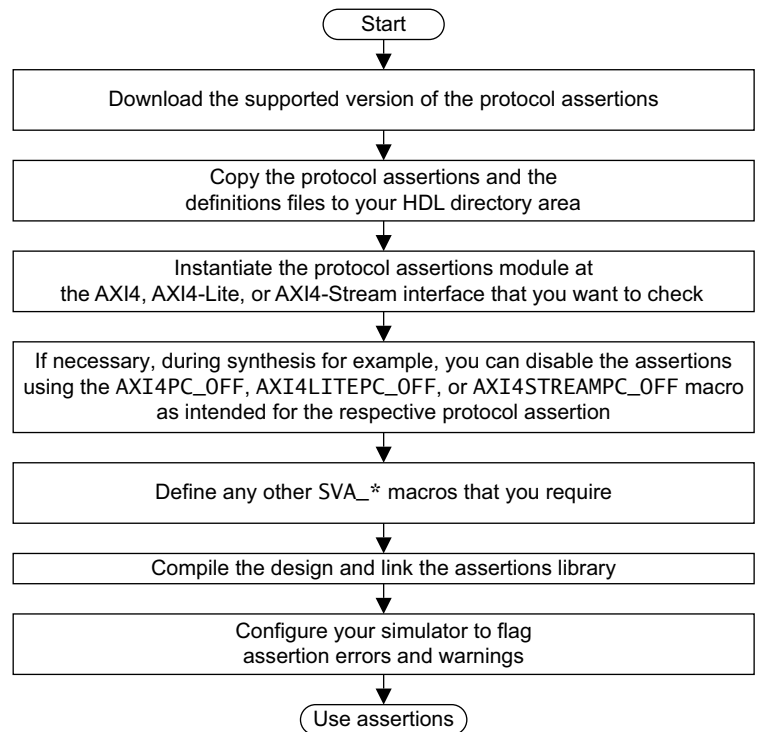 Start
Download the supported version of the protocol assertions
Copy the protocol assertions and the
definitions files to your HDL directory area
Instantiate the protocol assertions module at
the AXI4, AXI4-Lite, or AXI4-Stream interface that you want to check
If necessary, during synthesis for example, you can disable the assertions
using the AXI4PC_OFF, AXI4LITEPC_OFF, or AXI4STREAMPC_OFF macro
as intended for the respective protocol assertion
Define any other SVA_* macros that you require
Compile the design and link the assertions library
Configure your simulator to flag
assertion errors and warnings
Use assertions